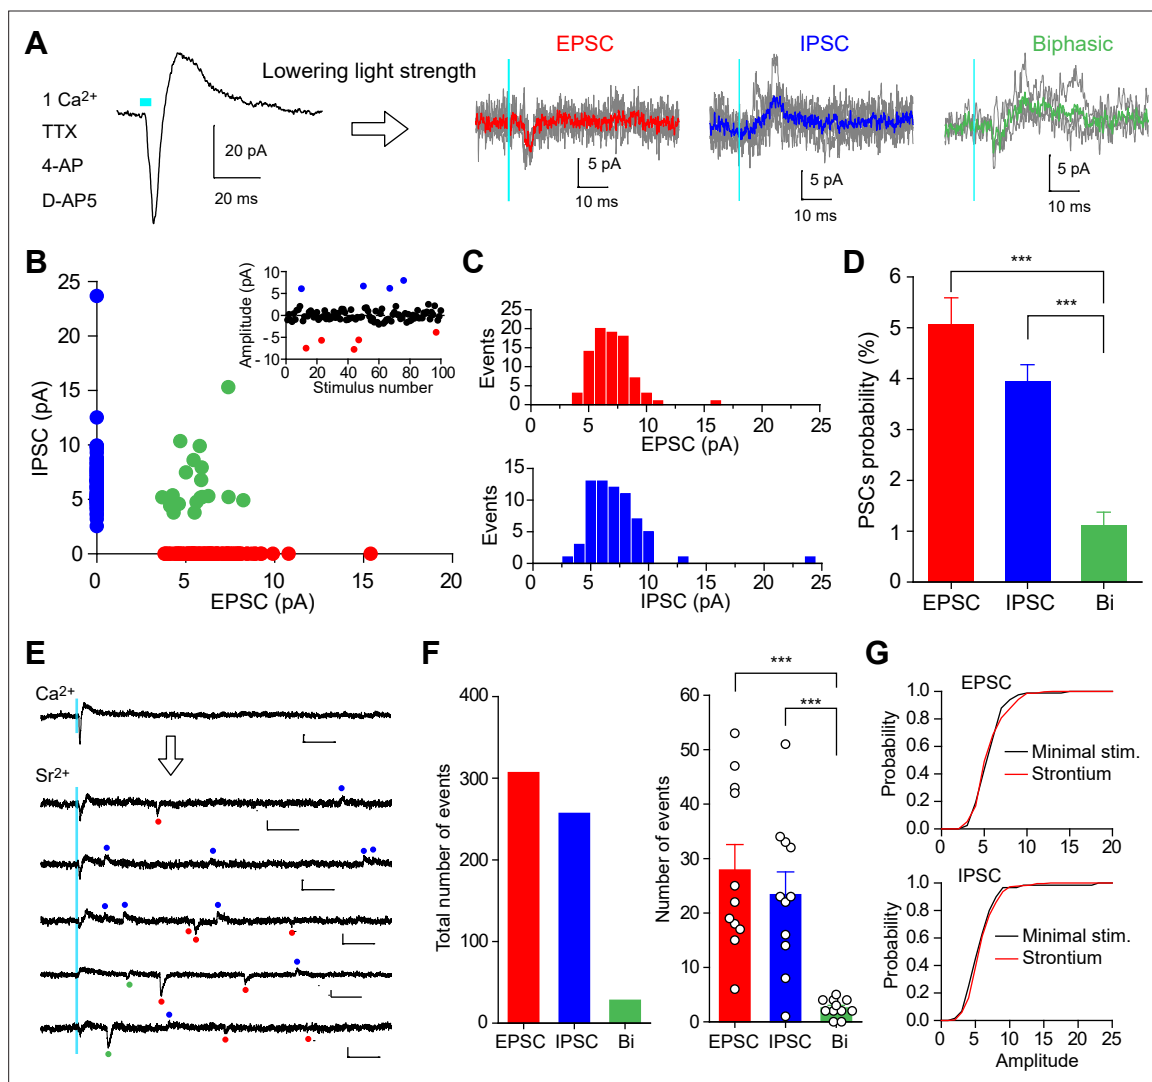 A
EPSC
IPSC
Biphasic
Lowering light strength
1 Ca²⁺
TTX
4-AP
D-AP5
20 pA
20 ms
5 pA
10 ms
5 pA
10 ms
5 pA
10 ms
B
25
20
15
10
5
0
IPSC (pA)
0
5
10
15
20
EPSC (pA)
10
5
0
- 5
- 10
Amplitude (pA)
0
20
40
60
80
100
Stimulus number
C
25
20
15
10
5
0
Events
0
5
10
15
20
25
EPSC (pA)
15
10
5
0
Events
0
5
10
15
20
25
IPSC (pA)
D
6
5
4
3
2
1
0
PSCs probability (%)
***
***
EPSC
IPSC
Bi
E
Ca²⁺
Sr²⁺
F
400
300
200
100
0
Total number of events
EPSC
IPSC
Bi
60
50
40
30
20
10
0
Number of events
***
***
EPSC
IPSC
Bi
G
EPSC
1.0
0.8
0.6
0.4
0.2
0.0
Probability
Minimal stim.
Strontium
0
5
10
15
20
IPSC
1.0
0.8
0.6
0.4
0.2
0.0
Probability
Minimal stim.
Strontium
0
5
10
15
20
25
Amplitude